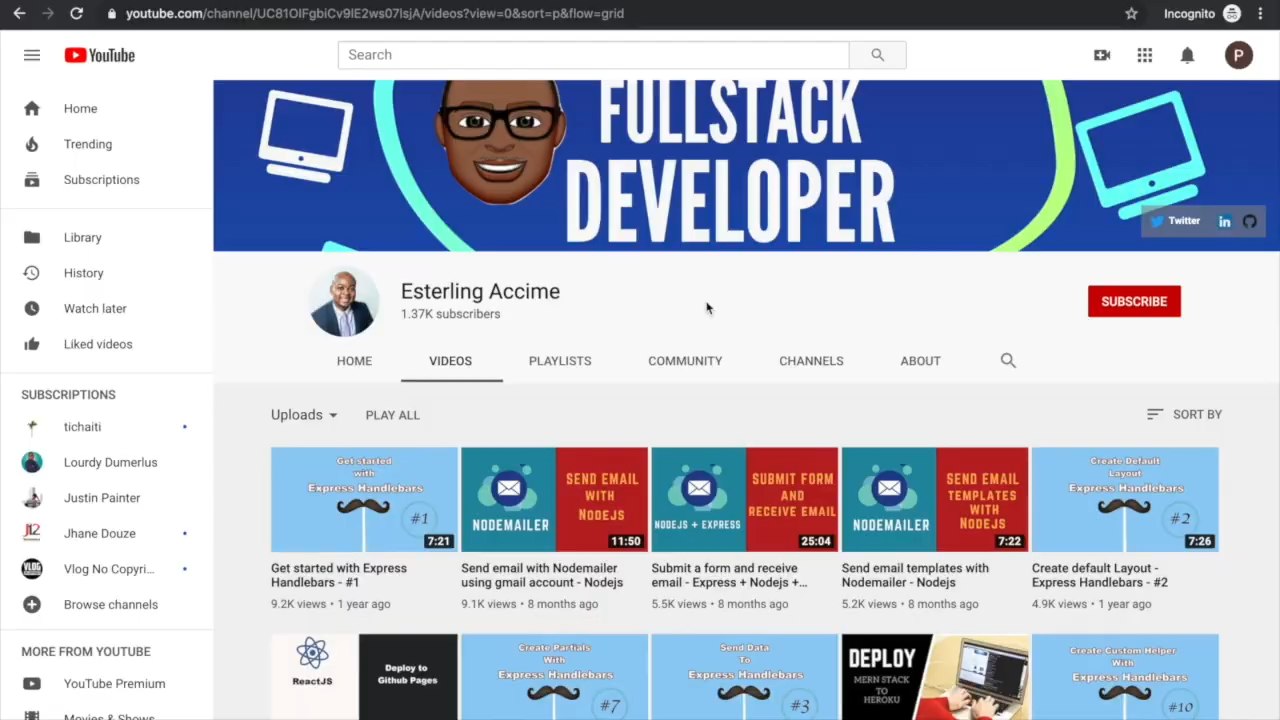 youtube.com/channel/UC81OlFgbiCv9lE2ws07lsjA/videos?view=0&sort=p&flow=grid
Incognito
YouTube
Search
P
Home
Trending
Subscriptions
Library
History
Watch later
Liked videos
SUBSCRIPTIONS
tichaiti
Lourdy Dumerlus
Justin Painter
Jhane Douze
Vlog No Copyri...
Browse channels
MORE FROM YOUTUBE
YouTube Premium
Movies & Shows
FULLSTACK
DEVELOPER
Twitter
in
Esterling Accime
1.37K subscribers
SUBSCRIBE
HOME VIDEOS PLAYLISTS COMMUNITY CHANNELS ABOUT
Uploads PLAY ALL SORT BY
Get started
with
Express Handlebars
#1
7:21
Get started with Express
Handlebars - #1
9.2K views • 1 year ago
NODEMAILER
SEND EMAIL
WITH
NODEJS
11:50
Send email with Nodemailer
using gmail account - Nodejs
9.1K views • 8 months ago
NODEJS + EXPRESS
SUBMIT FORM
AND
RECEIVE EMAIL
25:04
Submit a form and receive
email - Express + Nodejs +...
5.5K views • 8 months ago
NODEMAILER
SEND EMAIL
TEMPLATES
WITH
NODEJS
7:22
Send email templates with
Nodemailer - Nodejs
5.2K views • 8 months ago
Create Default
Layout
Express Handlebars
#2
7:26
Create default Layout -
Express Handlebars - #2
4.9K views • 1 year ago
ReactJS
Deploy to
Github Pages
Create Partials
With
Express Handlebars
#7
Send Data
To
Express Handlebars
#3
DEPLOY
MERN STACK
TO
HEROKU
Create Custom Helper
With
Express Handlebars
#10